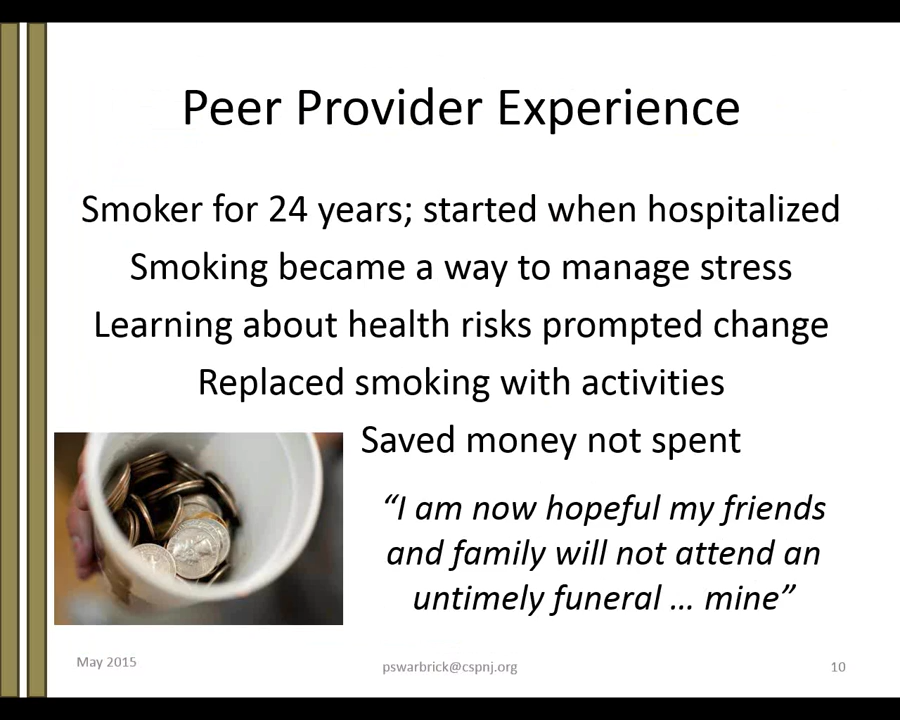 Peer Provider Experience
Smoker for 24 years; started when hospitalized
Smoking became a way to manage stress
Learning about health risks prompted change
Replaced smoking with activities
Saved money not spent
“I am now hopeful my friends
and family will not attend an
untimely funeral … mine”
May 2015
pswarbrick@cspnj.org
10